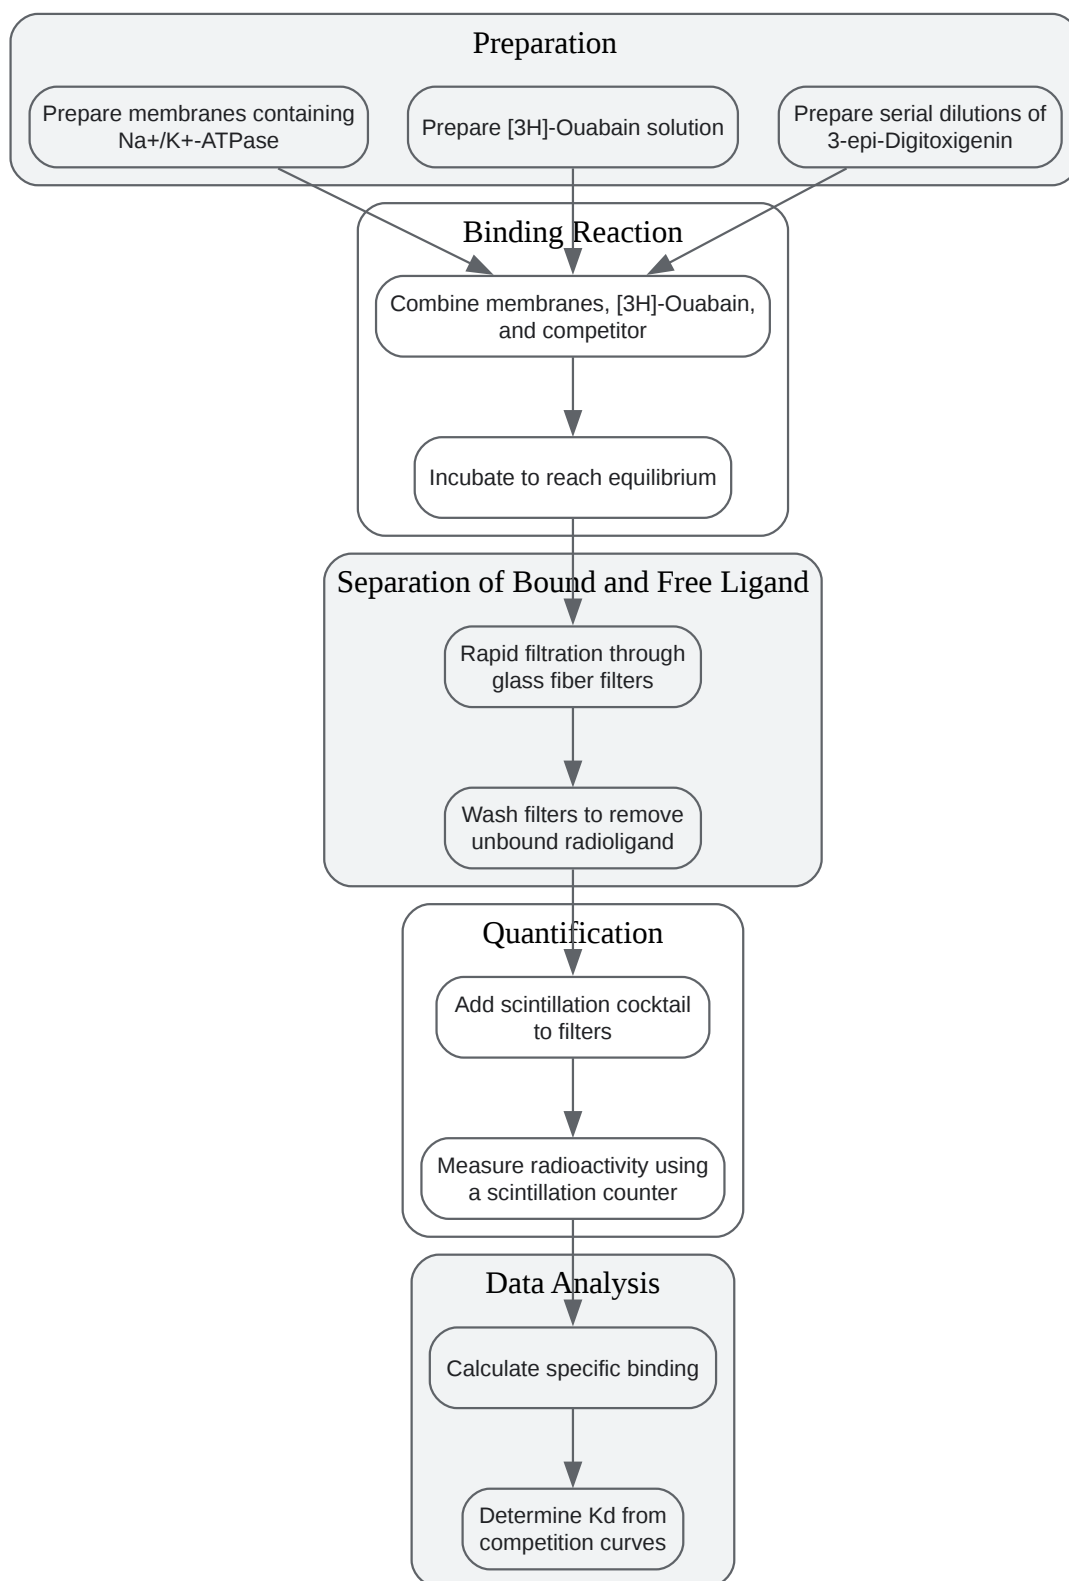 Preparation
Prepare membranes containing
Na+/K+-ATPase
Prepare [3H]-Ouabain solution
Prepare serial dilutions of
3-epi-Digitoxigenin
Binding Reaction
Combine membranes, [3H]-Ouabain,
and competitor
Incubate to reach equilibrium
Separation of Bound and Free Ligand
Rapid filtration through
glass fiber filters
Wash filters to remove
unbound radioligand
Quantification
Add scintillation cocktail
to filters
Measure radioactivity using
a scintillation counter
Data Analysis
Calculate specific binding
Determine Kd from
competition curves